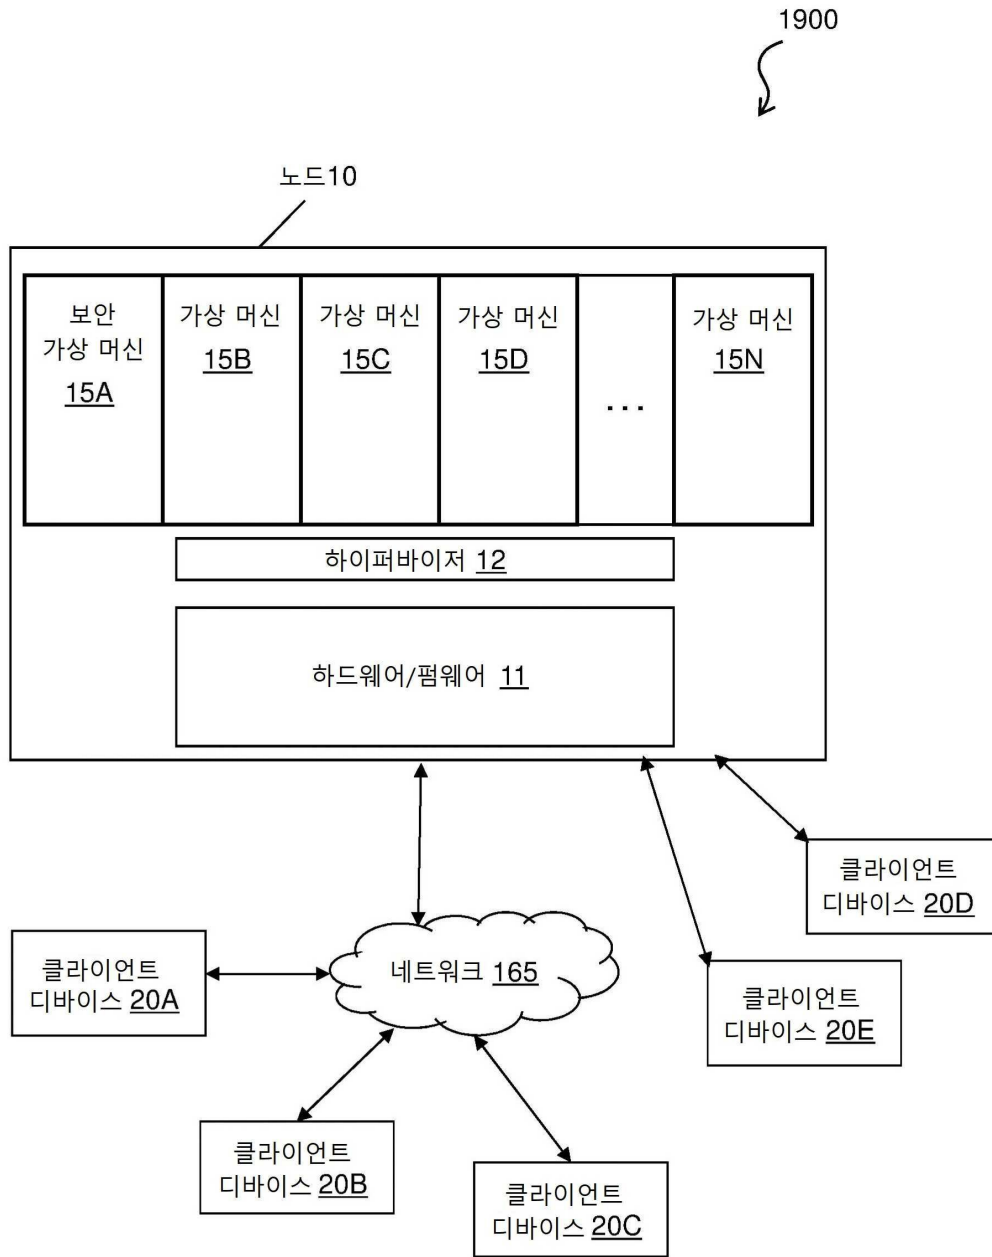 1900
노드10
보안
가상 머신
15A
가상 머신
15B
가상 머신
15C
가상 머신
15D
...
가상 머신
15N
하이퍼바이저 12
하드웨어/펌웨어 11
클라이언트
디바이스 20D
클라이언트
디바이스 20A
네트워크 165
클라이언트
디바이스 20E
클라이언트
디바이스 20B
클라이언트
디바이스 20C